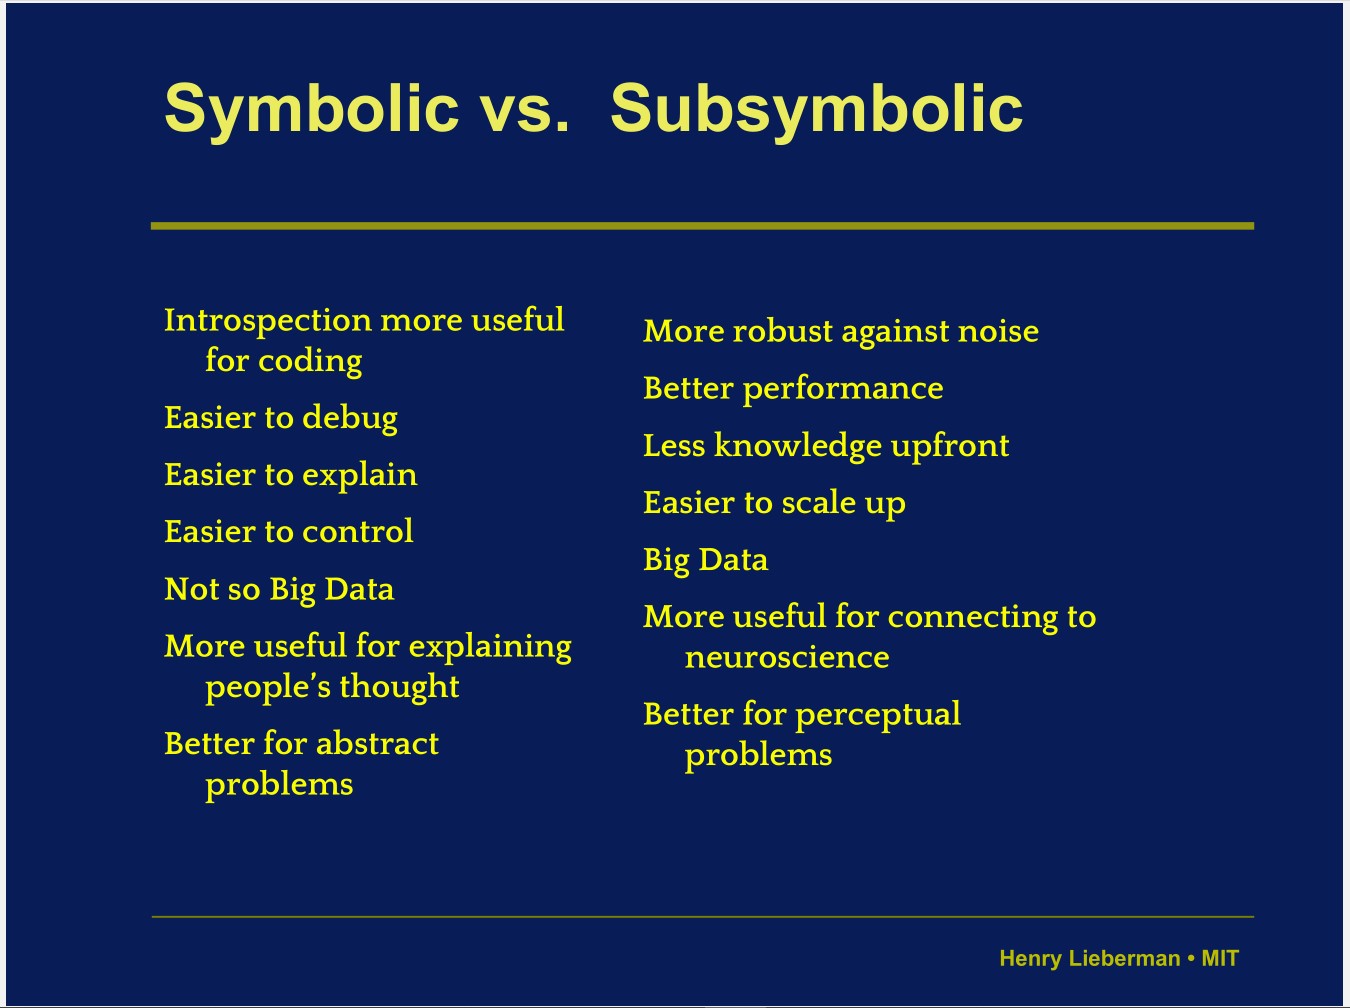 Symbolic vs.  Subsymbolic
Introspection more useful
for coding
Easier to debug
Easier to explain
Easier to control
Not so Big Data
More useful for explaining
people’s thought
Better for abstract
problems
More robust against noise
Better performance
Less knowledge upfront
Easier to scale up
Big Data
More useful for connecting to
neuroscience
Better for perceptual
problems
Henry Lieberman • MIT